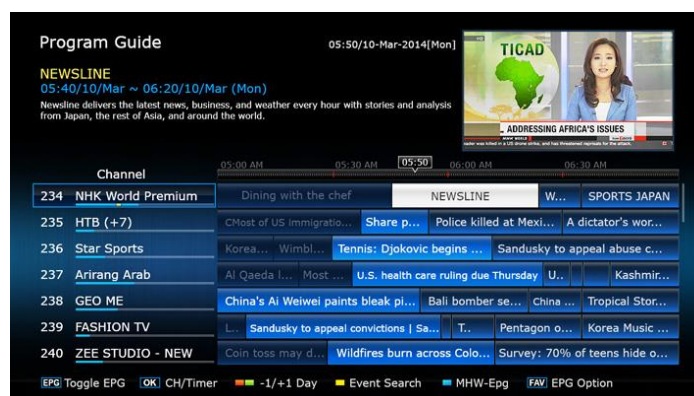 Program Guide
05:50/10-Mar-2014[Mon]
NEWSLINE
05:40/10/Mar ~ 06:20/10/Mar (Mon)
Newsline delivers the latest news, business, and weather every hour with stories and analysis
from Japan, the rest of Asia, and around the world.
TICAD
ADDRESSING AFRICA'S ISSUES
Channel
05:00 AM 05:30 AM 05:50 06:00 AM 06:30 AM
234 NHK World Premium Dining with the chef NEWSLINE W... SPORTS JAPAN
235 HTB (+7) CMost of US immigratio... Share p... Police killed at Mexi... A dictator's wor...
236 Star Sports Korea... Wimbl... Tennis: Djokovic begins ... Sandusky to appeal abuse c...
237 Arirang Arab Al Qaeda l... Most ... U.S. health care ruling due Thursday U.. Kashmir...
238 GEO ME China's Ai Weiwei paints bleak pi... Bali bomber se... China ... Tropical Stor...
239 FASHION TV L.. Sandusky to appeal convictions | Sa... T.. Pentagon o... Korea Music ...
240 ZEE STUDIO - NEW Coin toss may d... Wildfires burn across Colo... Survey: 70% of teens hide o...
EPG Toggle EPG OK CH/Timer -1/+1 Day Event Search MHW-Epg FAV EPG Option